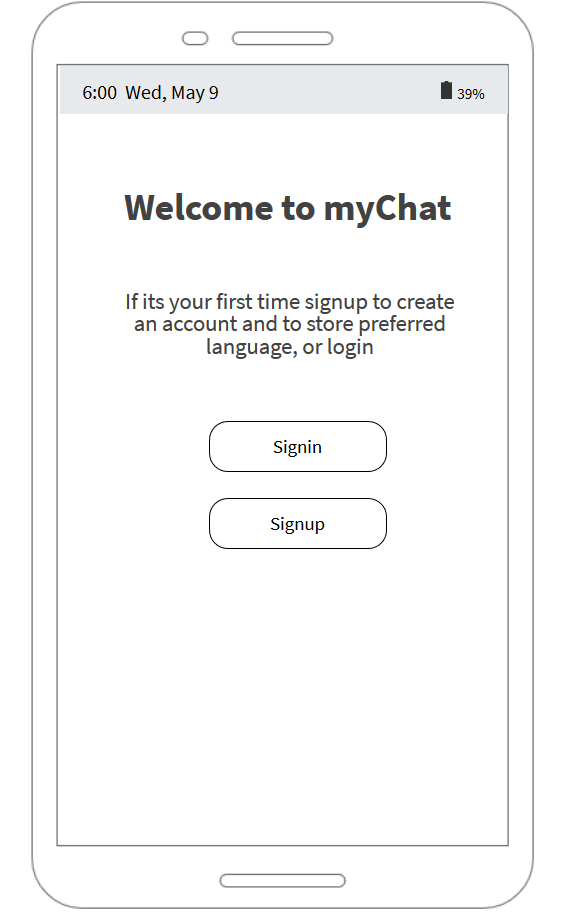 6:00 Wed, May 9 39%
Welcome to myChat
If its your first time signup to create
an account and to store preferred
language, or login
Signin
Signup